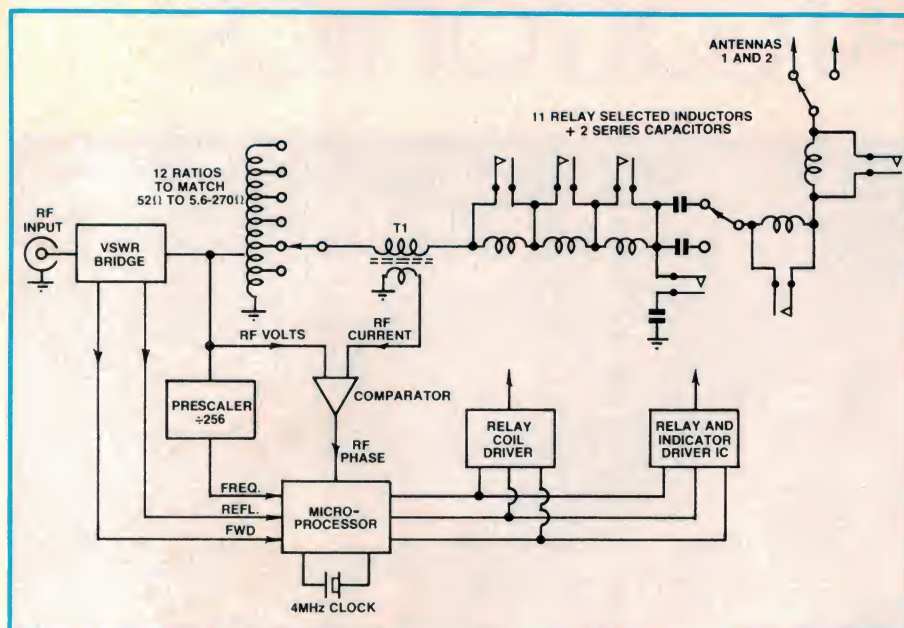 ANTENNAS
1 AND 2
11 RELAY SELECTED INDUCTORS
+ 2 SERIES CAPACITORS
12 RATIOS
TO MATCH
52Ω TO 5.6-270Ω
RF
INPUT
T1
VSWR
BRIDGE
RF VOLTS
RF
CURRENT
COMPARATOR
PRESCALER
÷256
RF
PHASE
RELAY
COIL
DRIVER
RELAY AND
INDICATOR
DRIVER IC
FREQ.
REFL.
FWD
MICRO-
PROCESSOR
4MHz CLOCK